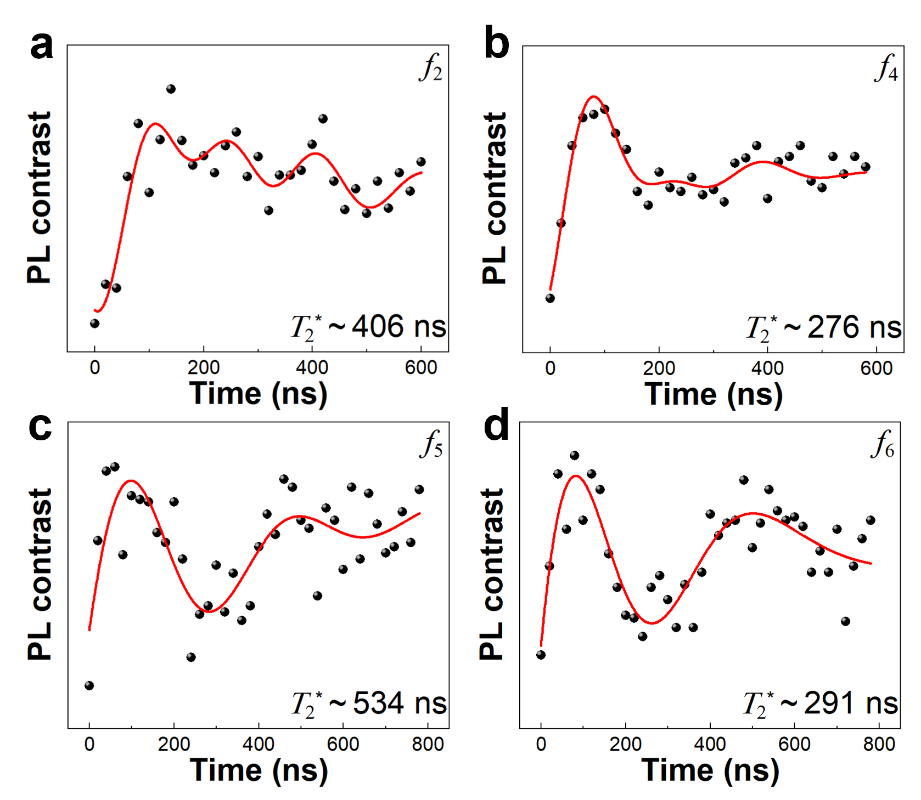 a
f2
PL contrast
T2* ~ 406 ns
0 200 400 600
Time (ns)
b
f4
PL contrast
T2* ~ 276 ns
0 200 400 600
Time (ns)
c
f5
PL contrast
T2* ~ 534 ns
0 200 400 600 800
Time (ns)
d
f6
PL contrast
T2* ~ 291 ns
0 200 400 600 800
Time (ns)